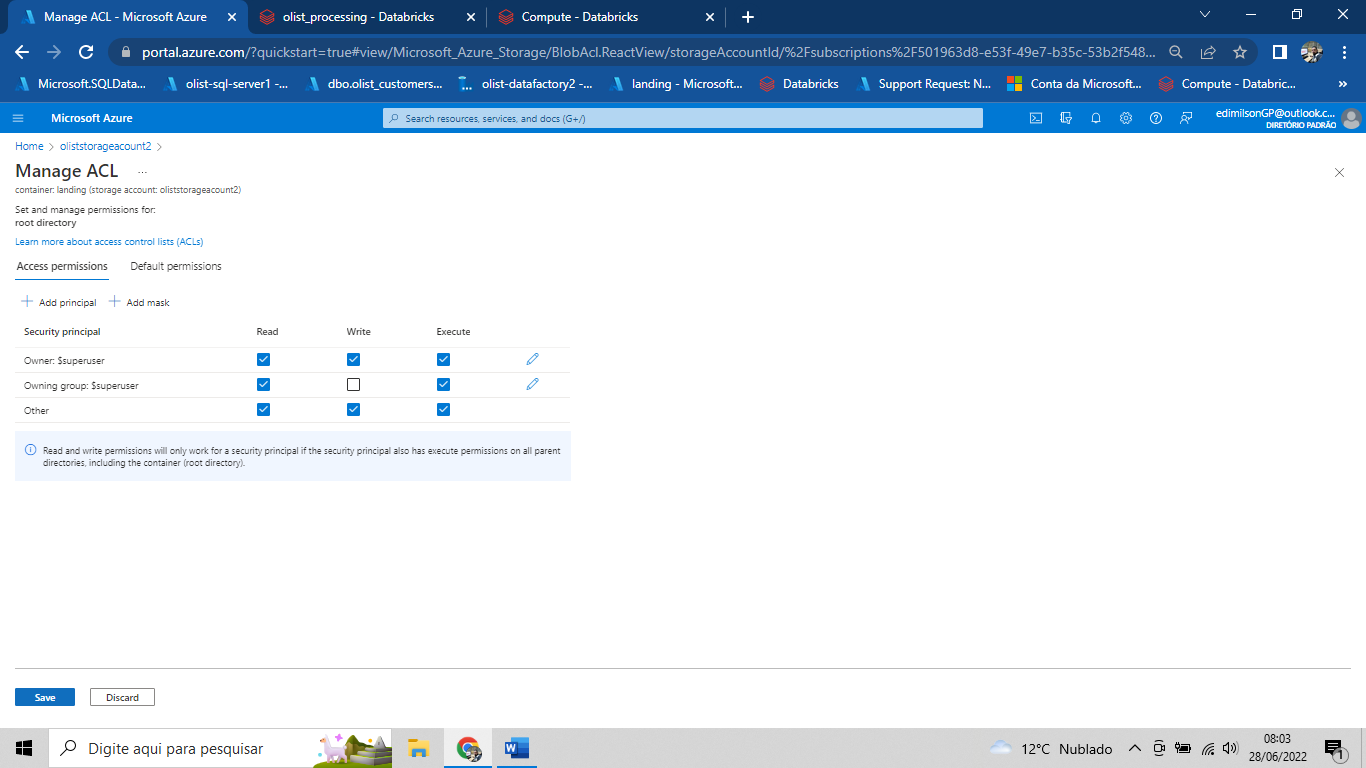 Manage ACL - Microsoft Azure
olist_processing - Databricks
Compute - Databricks
portal.azure.com/?quickstart=true#view/Microsoft_Azure_Storage/BlobAcl.ReactView/storageAccountId/%2Fsubscriptions%2F501963d8-e53f-49e7-b35c-53b2f548...
Microsoft.SQLData...
olist-sql-server1 -...
dbo.olist_customers...
olist-datafactory2 -...
landing - Microsoft...
Databricks
Support Request: N...
Conta da Microsoft...
Compute - Databric...
»
Microsoft Azure
Search resources, services, and docs (G+/)
edimilsonGP@outlook.c...
DIRETÓRIO PADRÃO
Home > oliststorageacount2 >
Manage ACL ...
container: landing (storage account: oliststorageacount2)
Set and manage permissions for:
root directory
Learn more about access control lists (ACLs)
Access permissions Default permissions
Add principal Add mask
Security principal Read Write Execute
Owner: $superuser
Owning group: $superuser
Other
Read and write permissions will only work for a security principal if the security principal also has execute permissions on all parent
directories, including the container (root directory).
Save Discard
Digite aqui para pesquisar
12°C Nublado
08:03
28/06/2022
1